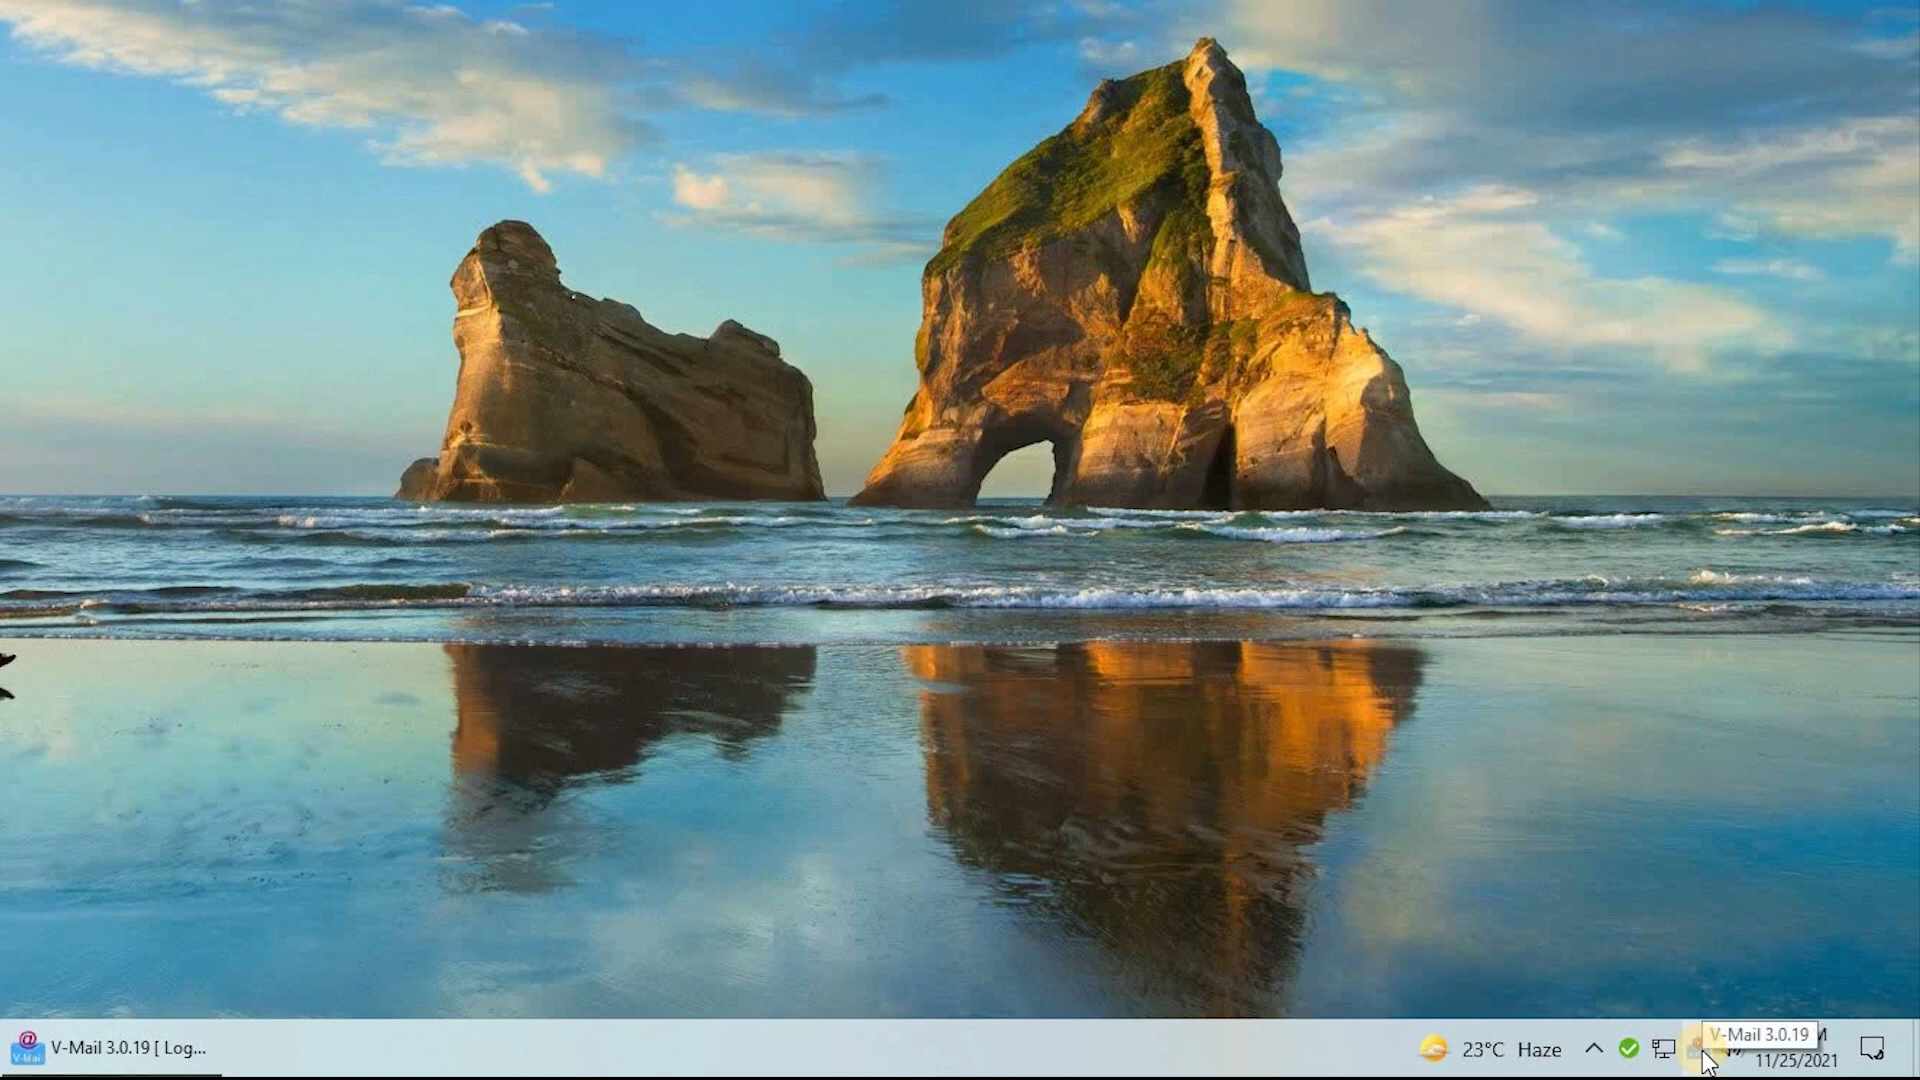 @
V-Mail
V-Mail 3.0.19 [ Log...
23°C Haze
V-Mail 3.0.19
M
11/25/2021